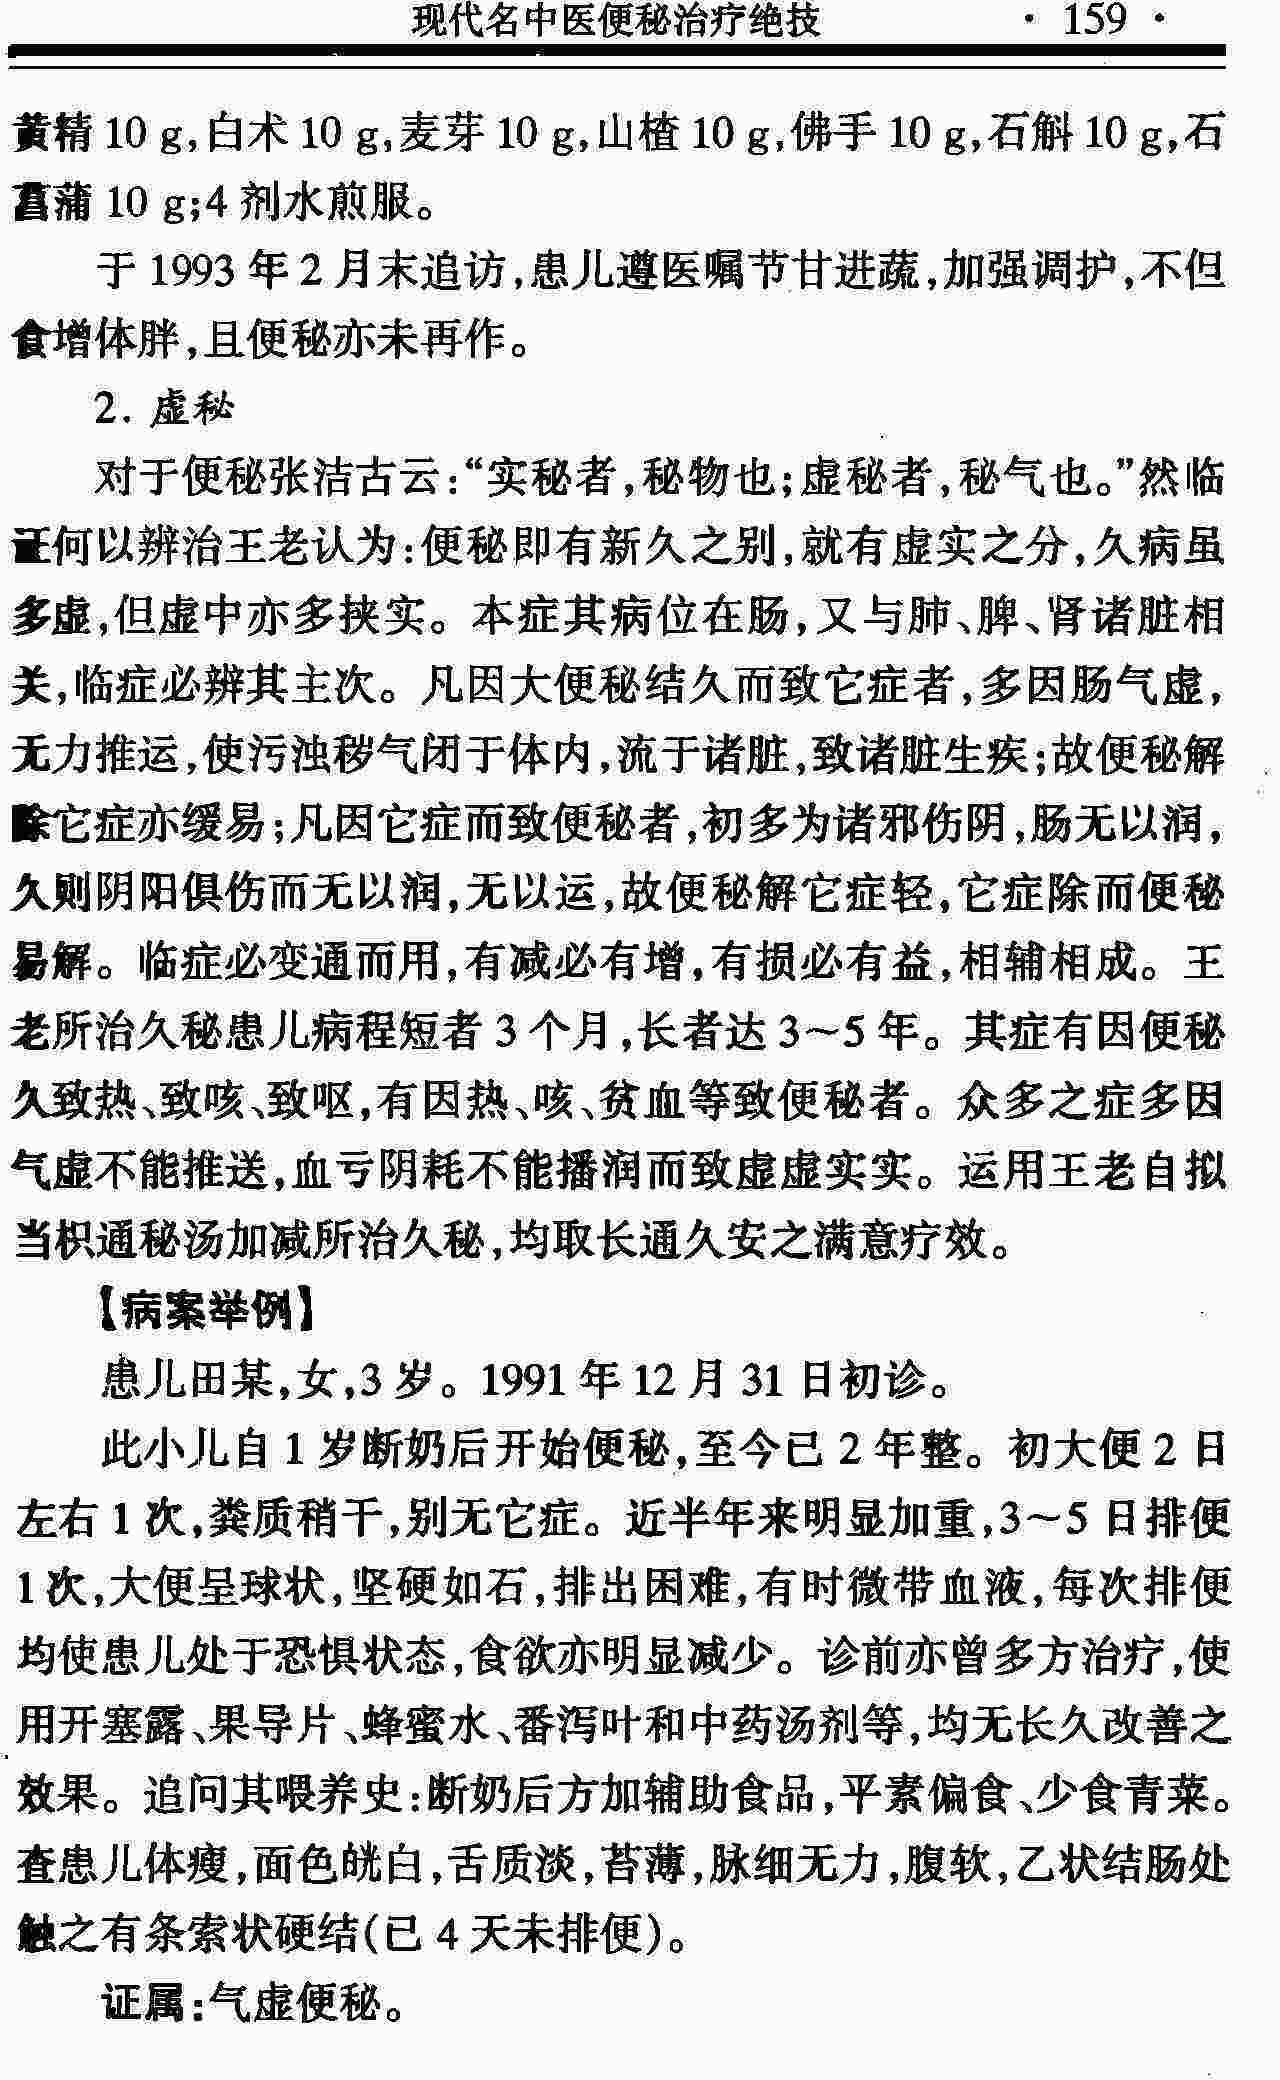 现代名中医便秘治疗绝技 · 159 ·
黄精 10 g,白术 10 g,麦芽 10 g,山楂 10 g,佛手 10 g,石斛 10 g,石
菖蒲 10 g;4 剂水煎服。
于 1993 年 2 月末追访,患儿遵医嘱节甘进蔬,加强调护,不但
食增体胖,且便秘亦未再作。
2. 虚秘
对于便秘张洁古云:“实秘者,秘物也;虚秘者,秘气也。”然临
证何以辨治王老认为:便秘即有新久之别,就有虚实之分,久病虽
多虚,但虚中亦多挟实。本症其病位在肠,又与肺、脾、肾诸脏相
关,临症必辨其主次。凡因大便秘结久而致它症者,多因肠气虚,
无力推运,使污浊秽气闭于体内,流于诸脏,致诸脏生疾;故便秘解
除它症亦缓易;凡因它症而致便秘者,初多为诸邪伤阴,肠无以润,
久则阴阳俱伤而无以润,无以运,故便秘解它症轻,它症除而便秘
易解。临症必变通而用,有减必有增,有损必有益,相辅相成。王
老所治久秘患儿病程短者 3 个月,长者达 3～5 年。其症有因便秘
久致热、致咳、致呕,有因热、咳、贫血等致便秘者。众多之症多因
气虚不能推送,血亏阴耗不能播润而致虚虚实实。运用王老自拟
当枳通秘汤加减所治久秘,均取长通久安之满意疗效。
【病案举例】
患儿田某,女,3 岁。1991 年 12 月 31 日初诊。
此小儿自 1 岁断奶后开始便秘,至今已 2 年整。初大便 2 日
左右 1 次,粪质稍干,别无它症。近半年来明显加重,3～5 日排便
1 次,大便呈球状,坚硬如石,排出困难,有时微带血液,每次排便
均使患儿处于恐惧状态,食欲亦明显减少。诊前亦曾多方治疗,使
用开塞露、果导片、蜂蜜水、番泻叶和中药汤剂等,均无长久改善之
效果。追问其喂养史:断奶后方加辅助食品,平素偏食、少食青菜。
查患儿体瘦,面色㿠白,舌质淡,苔薄,脉细无力,腹软,乙状结肠处
触之有条索状硬结(已 4 天未排便)。
证属:气虚便秘。